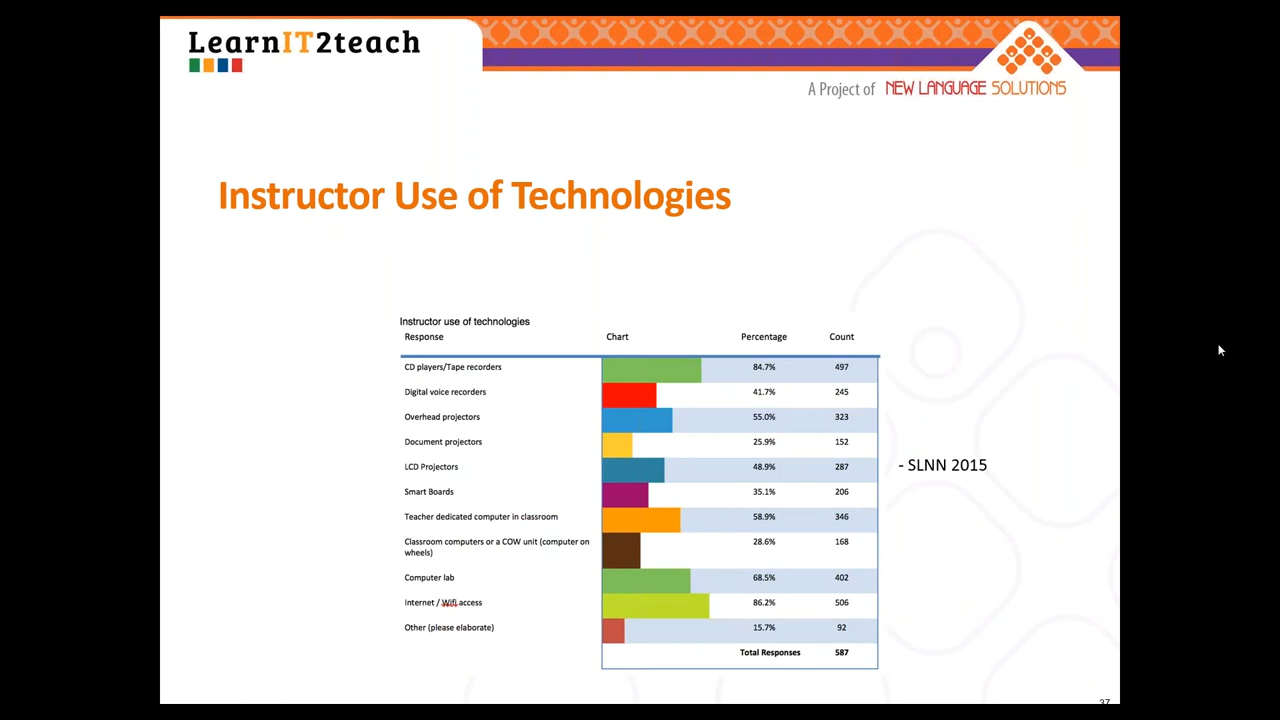 LearnIT2teach
A Project of NEW LANGUAGE SOLUTIONS
Instructor Use of Technologies
Instructor use of technologies
Response Chart Percentage Count
CD players/Tape recorders 84.7% 497
Digital voice recorders 41.7% 245
Overhead projectors 55.0% 323
Document projectors 25.9% 152
LCD Projectors 48.9% 287
- SLNN 2015
Smart Boards 35.1% 206
Teacher dedicated computer in classroom 58.9% 346
Classroom computers or a COW unit (computer on 28.6% 168
wheels)
Computer lab 68.5% 402
Internet / Wifi access 86.2% 506
Other (please elaborate) 15.7% 92
Total Responses 587
37